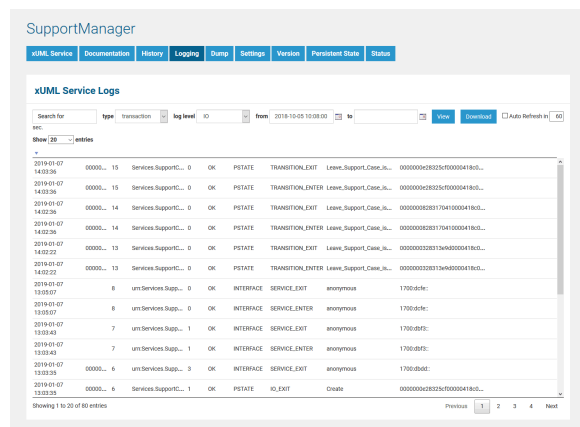 SupportManager
xUML Service Documentation History Logging Dump Settings Version Persistent State Status
xUML Service Logs
Search for type transaction log level IO from 2018-10-05 10:08:00 to View Download Auto Refresh in 60
sec.
Show 20 entries
2019-01-07 14:03:36 00000... 15 Services.SupportC... 0 OK PSTATE TRANSITION_EXIT Leave_Support_Case_is... 0000000e28325cf00000418c0...
2019-01-07 14:03:36 00000... 15 Services.SupportC... 0 OK PSTATE TRANSITION_ENTER Leave_Support_Case_is... 0000000e28325cf00000418c0...
2019-01-07 14:02:36 00000... 14 Services.SupportC... 0 OK PSTATE TRANSITION_EXIT Leave_Support_Case_is... 00000008283170410000418c0...
2019-01-07 14:02:36 00000... 14 Services.SupportC... 0 OK PSTATE TRANSITION_ENTER Leave_Support_Case_is... 00000008283170410000418c0...
2019-01-07 14:02:22 00000... 13 Services.SupportC... 0 OK PSTATE TRANSITION_EXIT Leave_Support_Case_is... 0000000328313e9d0000418c0...
2019-01-07 14:02:22 00000... 13 Services.SupportC... 0 OK PSTATE TRANSITION_ENTER Leave_Support_Case_is... 0000000328313e9d0000418c0...
2019-01-07 13:05:07 8 urn:Services.Supp... 0 OK INTERFACE SERVICE_EXIT anonymous 1700:dcfe::
2019-01-07 13:05:07 8 urn:Services.Supp... 0 OK INTERFACE SERVICE_ENTER anonymous 1700:dcfe::
2019-01-07 13:03:43 7 urn:Services.Supp... 1 OK INTERFACE SERVICE_EXIT anonymous 1700:dbf3::
2019-01-07 13:03:43 7 urn:Services.Supp... 1 OK INTERFACE SERVICE_ENTER anonymous 1700:dbf3::
2019-01-07 13:03:35 00000... 6 urn:Services.Supp... 3 OK INTERFACE SERVICE_EXIT anonymous 1700:dbdd::
2019-01-07 13:03:35 00000... 6 Services.SupportC... 1 OK PSTATE IO_EXIT Create 0000000e28325cf00000418c0...
Showing 1 to 20 of 80 entries Previous 1 2 3 4 Next